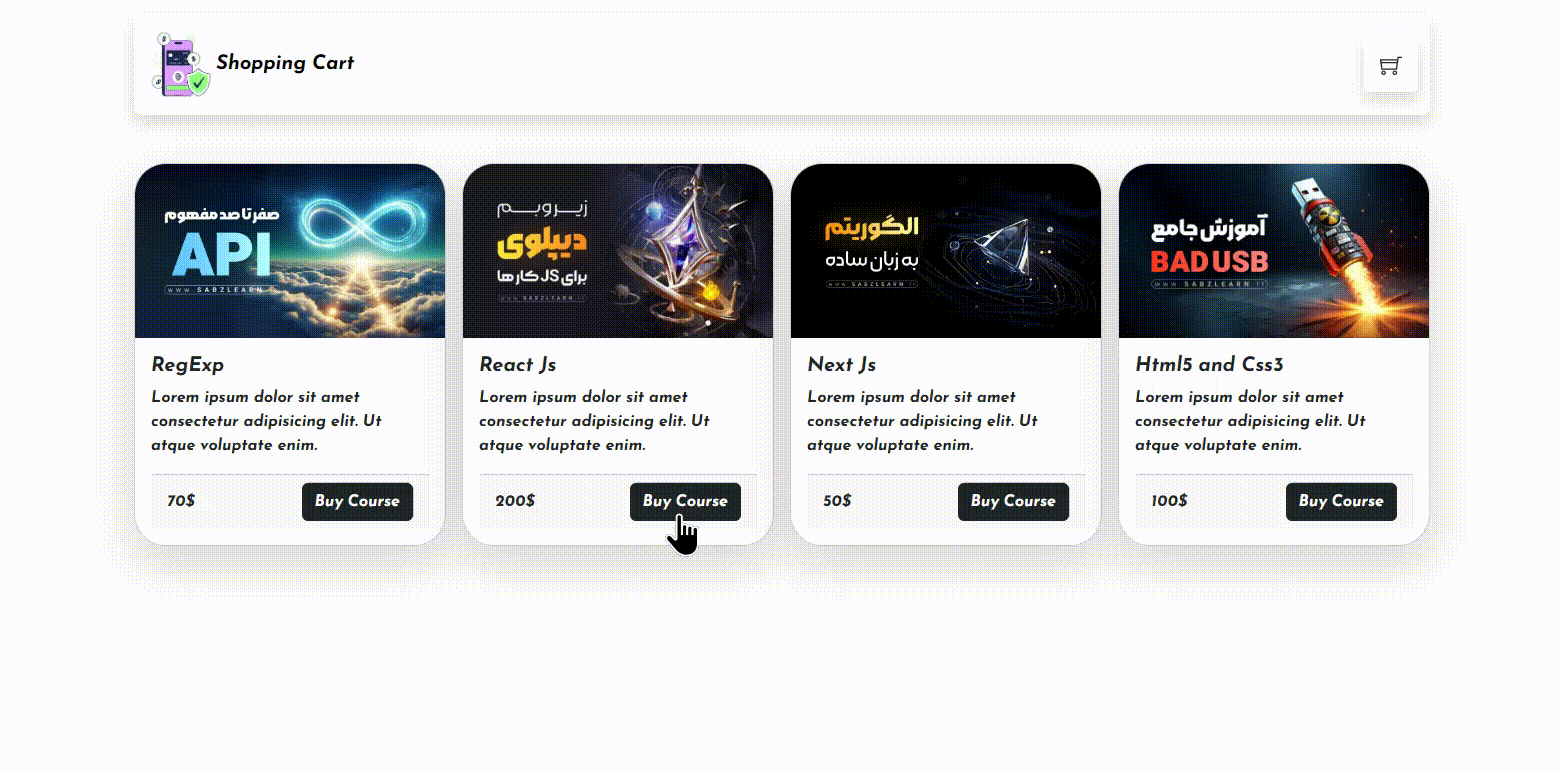 Shopping Cart
صفر تا صد مفهوم
API
www SABZLEARN ir
زیر و بم
دیپلوی
برای JS کار ها
www SABZLEARN ir
الگوریتم
به زبان ساده
www SABZLEARN ir
آموزش جامع
BAD USB
www SABZLEARN ir
RegExp
Lorem ipsum dolor sit amet
consectetur adipisicing elit. Ut
atque voluptate enim.
70$
Buy Course
React Js
Lorem ipsum dolor sit amet
consectetur adipisicing elit. Ut
atque voluptate enim.
200$
Buy Course
Next Js
Lorem ipsum dolor sit amet
consectetur adipisicing elit. Ut
atque voluptate enim.
50$
Buy Course
Html5 and Css3
Lorem ipsum dolor sit amet
consectetur adipisicing elit. Ut
atque voluptate enim.
100$
Buy Course